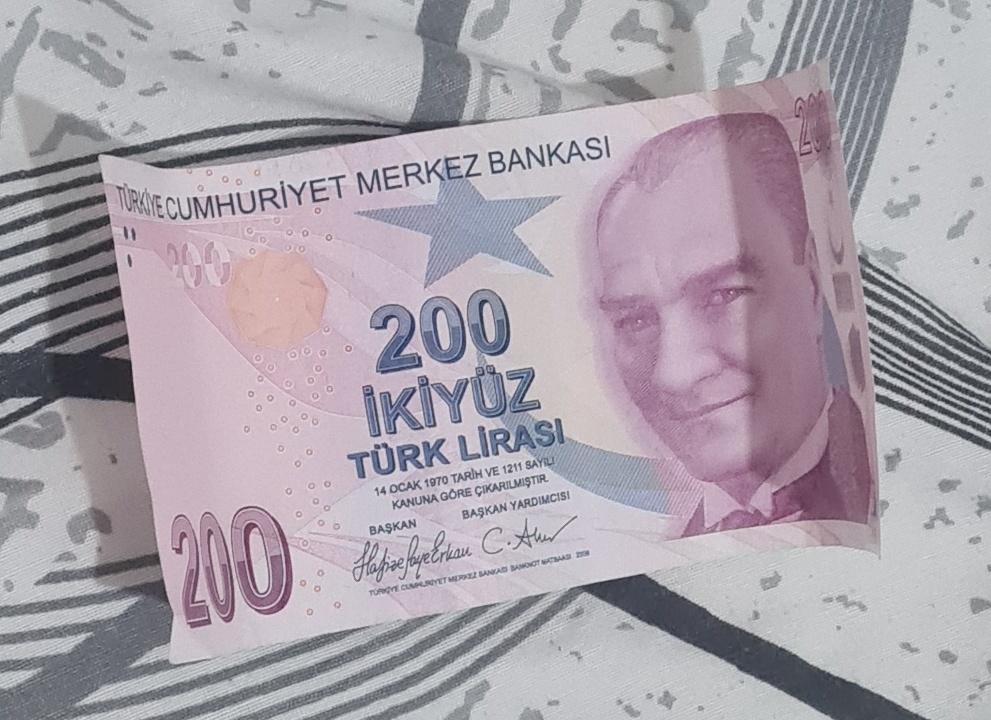 TÜRKİYE CUMHURİYET MERKEZ BANKASI
200
200
200
İKİYÜZ
TÜRK LİRASI
14 OCAK 1970 TARİH VE 1211 SAYILI
KANUNA GÖRE ÇIKARILMIŞTIR.
BAŞKAN BAŞKAN YARDIMCISI
Hafize Gaye Erkan C.
TÜRKİYE CUMHURİYET MERKEZ BANKASI BANKNOT MATBAASI 2009
200